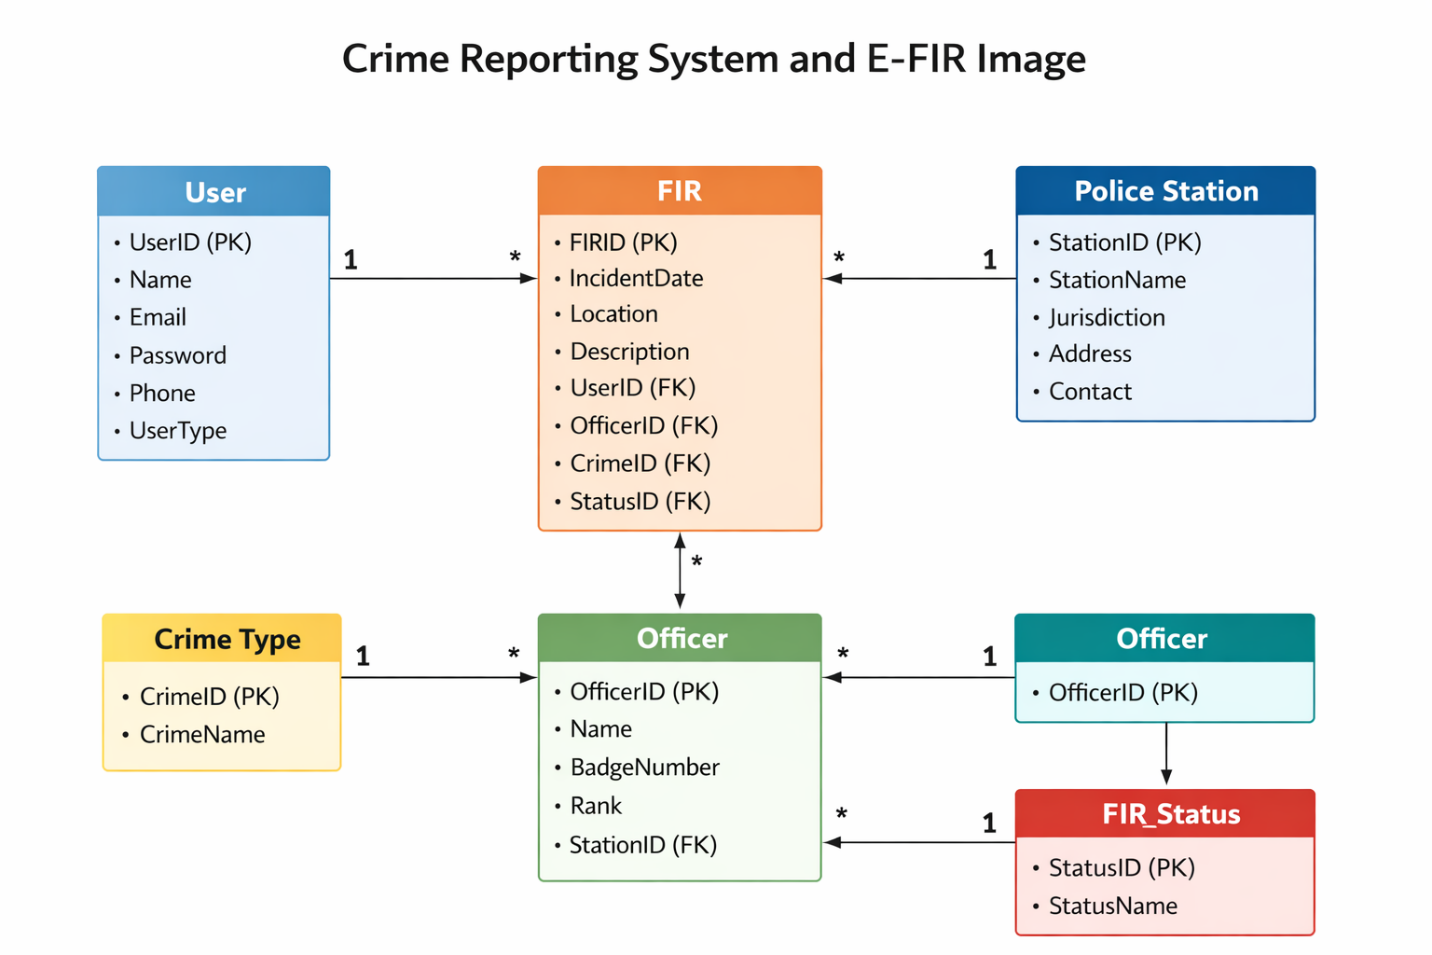 Crime Reporting System and E-FIR Image
User
• UserID (PK)
• Name
• Email
• Password
• Phone
• UserType
1
*
FIR
• FIRID (PK)
• IncidentDate
• Location
• Description
• UserID (FK)
• OfficerID (FK)
• CrimeID (FK)
• StatusID (FK)
*
1
Police Station
• StationID (PK)
• StationName
• Jurisdiction
• Address
• Contact
*
Crime Type
• CrimeID (PK)
• CrimeName
1
*
Officer
• OfficerID (PK)
• Name
• BadgeNumber
• Rank
• StationID (FK)
*
1
Officer
• OfficerID (PK)
*
1
FIR_Status
• StatusID (PK)
• StatusName